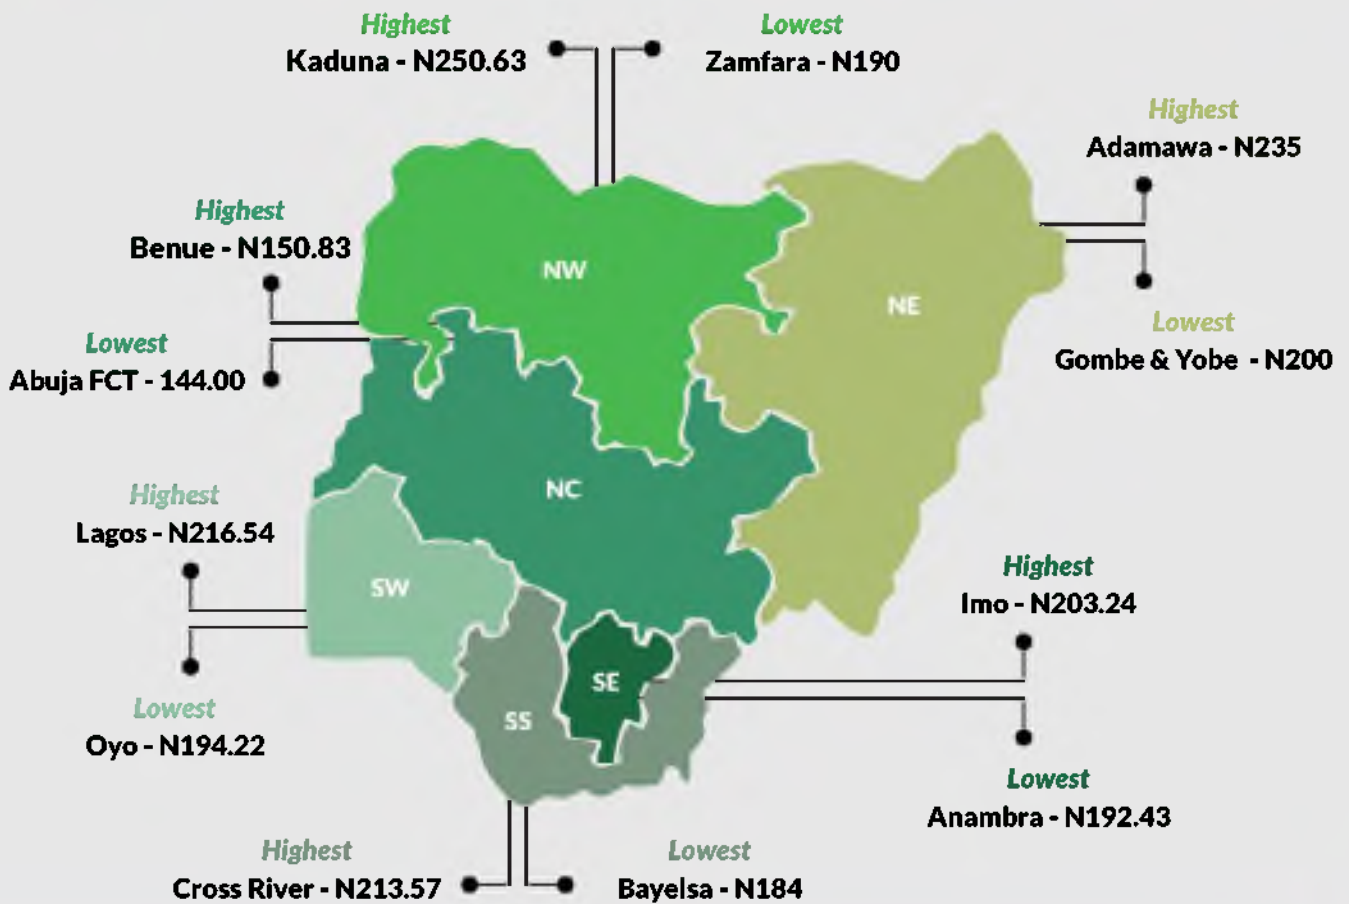 Highest
Kaduna - N250.63
Lowest
Zamfara - N190
Highest
Adamawa - N235
Lowest
Gombe & Yobe - N200
Highest
Benue - N150.83
Lowest
Abuja FCT - 144.00
NW
NE
NC
SW
SS
SE
Highest
Lagos - N216.54
Lowest
Oyo - N194.22
Highest
Imo - N203.24
Lowest
Anambra - N192.43
Highest
Cross River - N213.57
Lowest
Bayelsa - N184